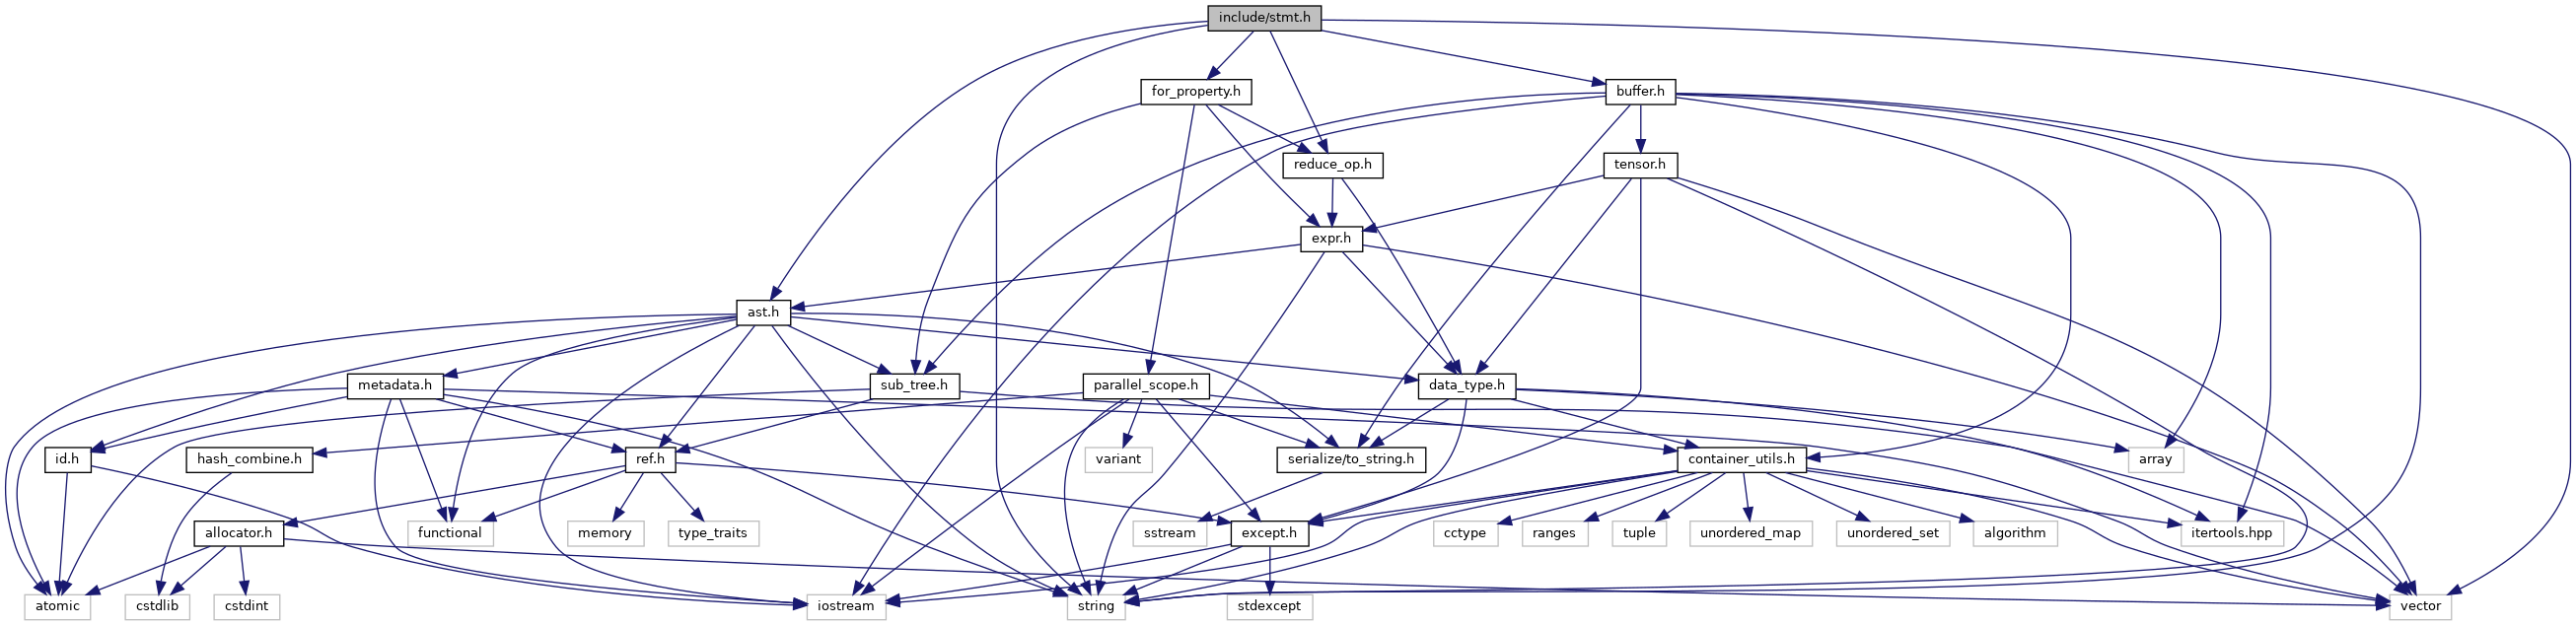 include/stmt.h
for_property.h
buffer.h
reduce_op.h
tensor.h
expr.h
ast.h
metadata.h
sub_tree.h
parallel_scope.h
data_type.h
id.h
hash_combine.h
ref.h
variant
serialize/to_string.h
container_utils.h
array
allocator.h
functional
memory
type_traits
sstream
except.h
cctype
ranges
tuple
unordered_map
unordered_set
algorithm
itertools.hpp
atomic
cstdlib
cstdint
iostream
string
stdexcept
vector